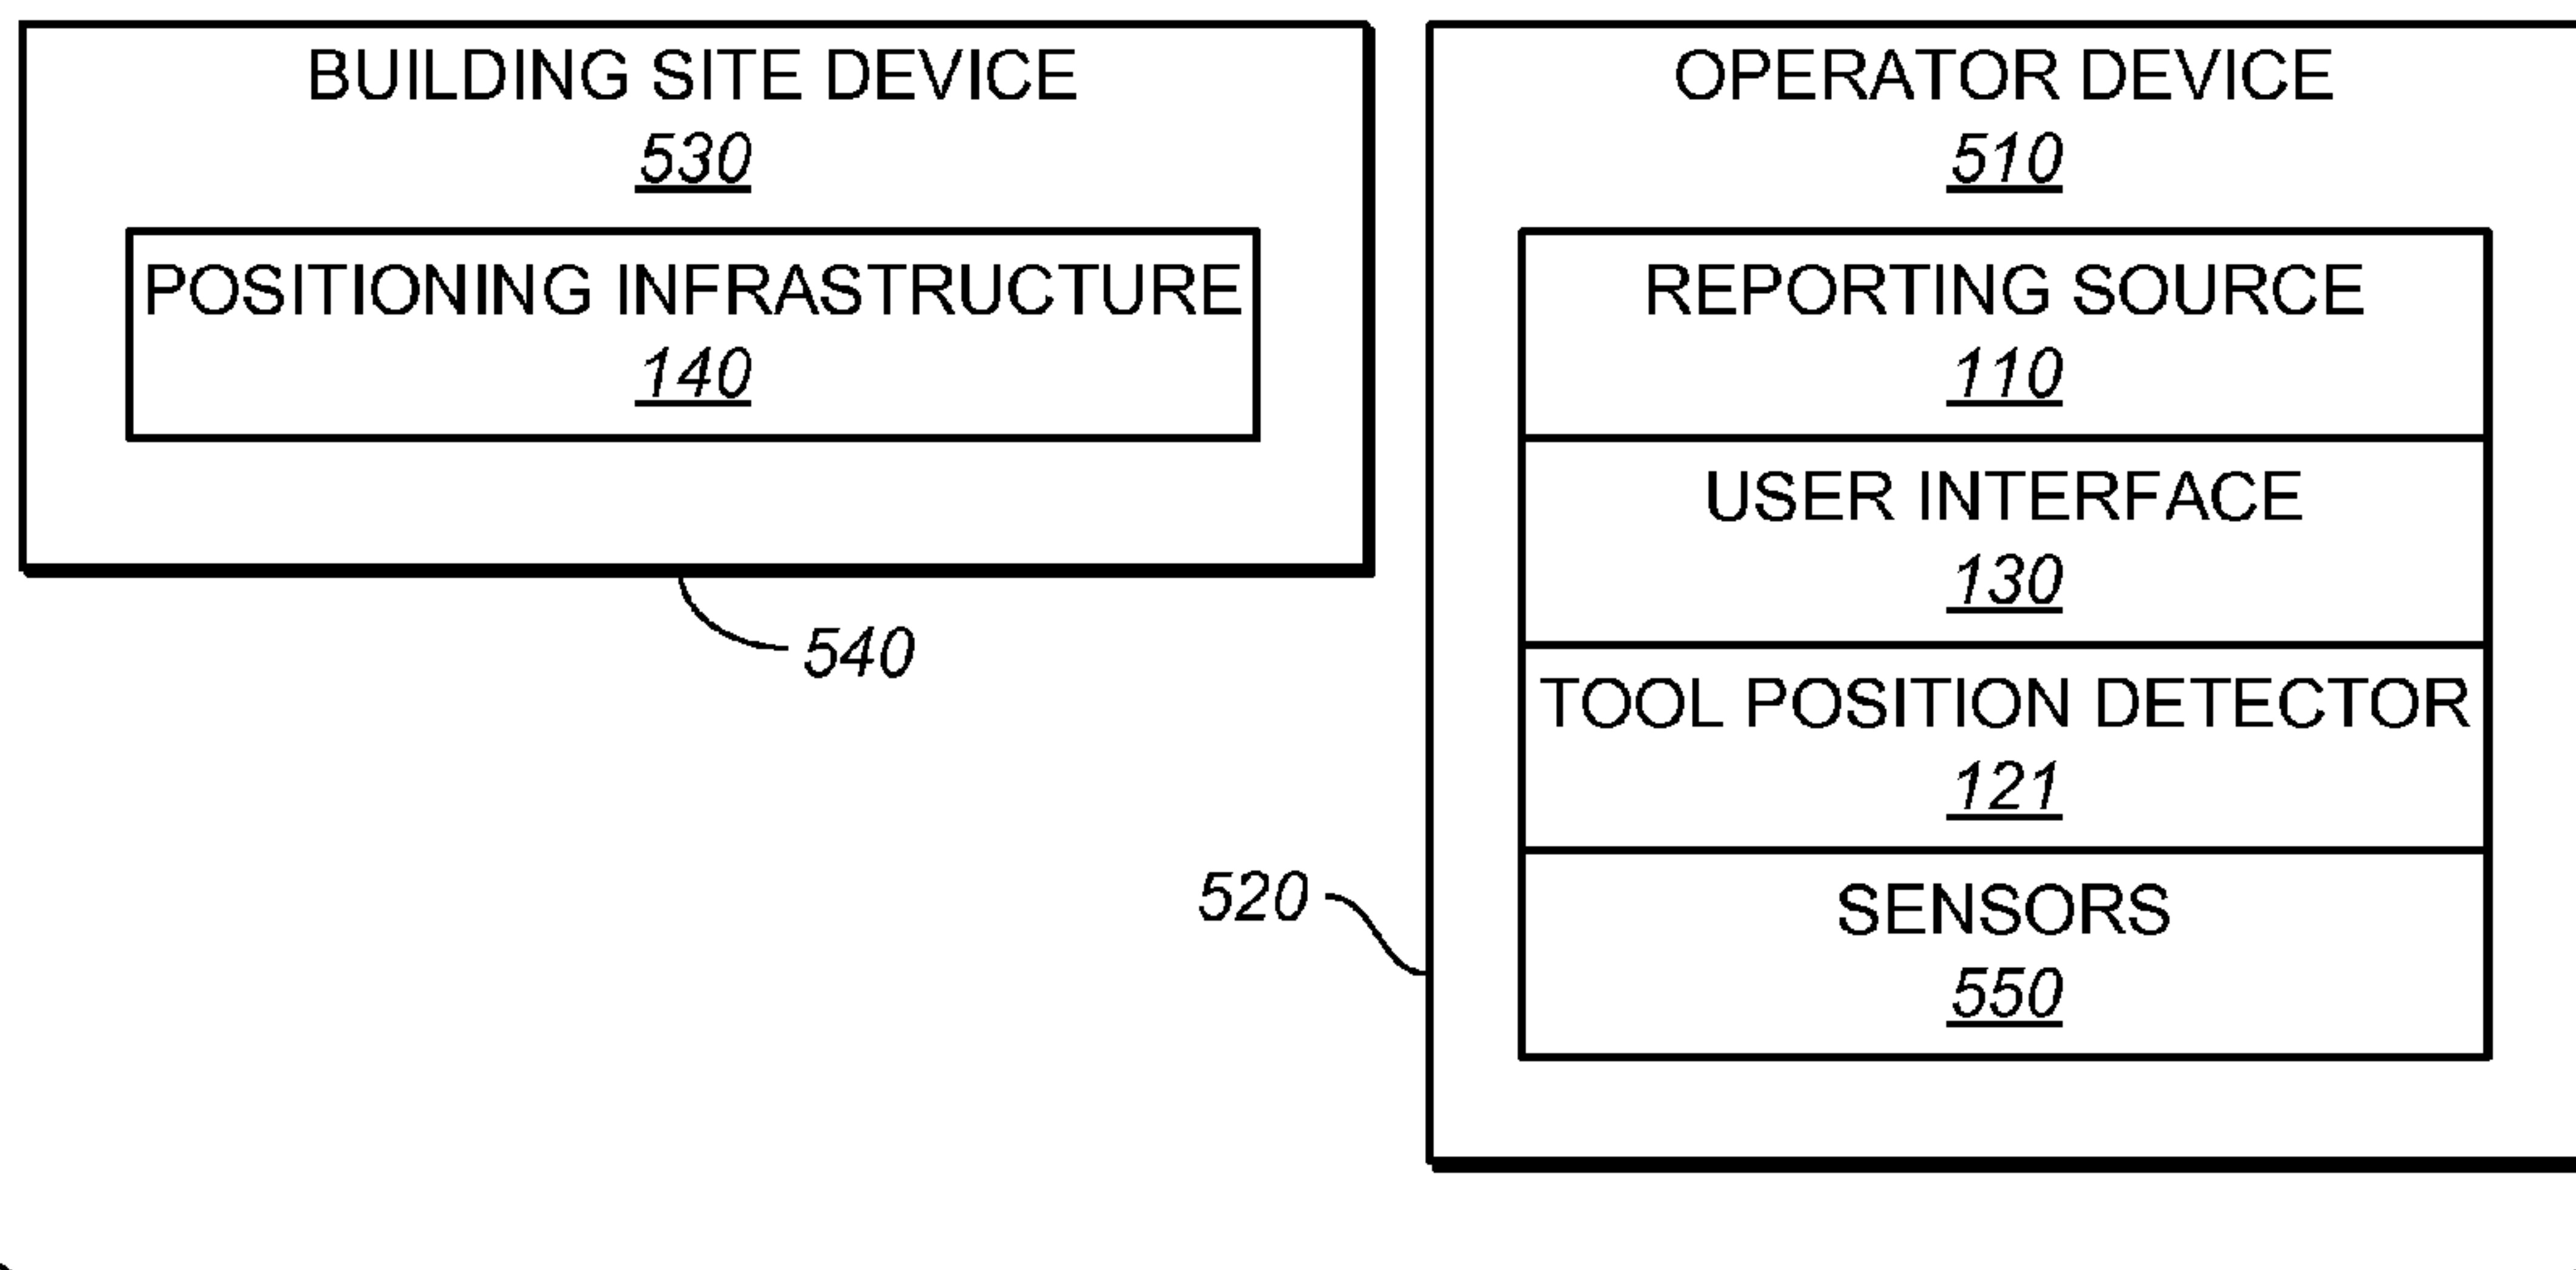 BUILDING SITE DEVICE
530
POSITIONING INFRASTRUCTURE
140
540
OPERATOR DEVICE
510
REPORTING SOURCE
110
USER INTERFACE
130
TOOL POSITION DETECTOR
121
SENSORS
550
520